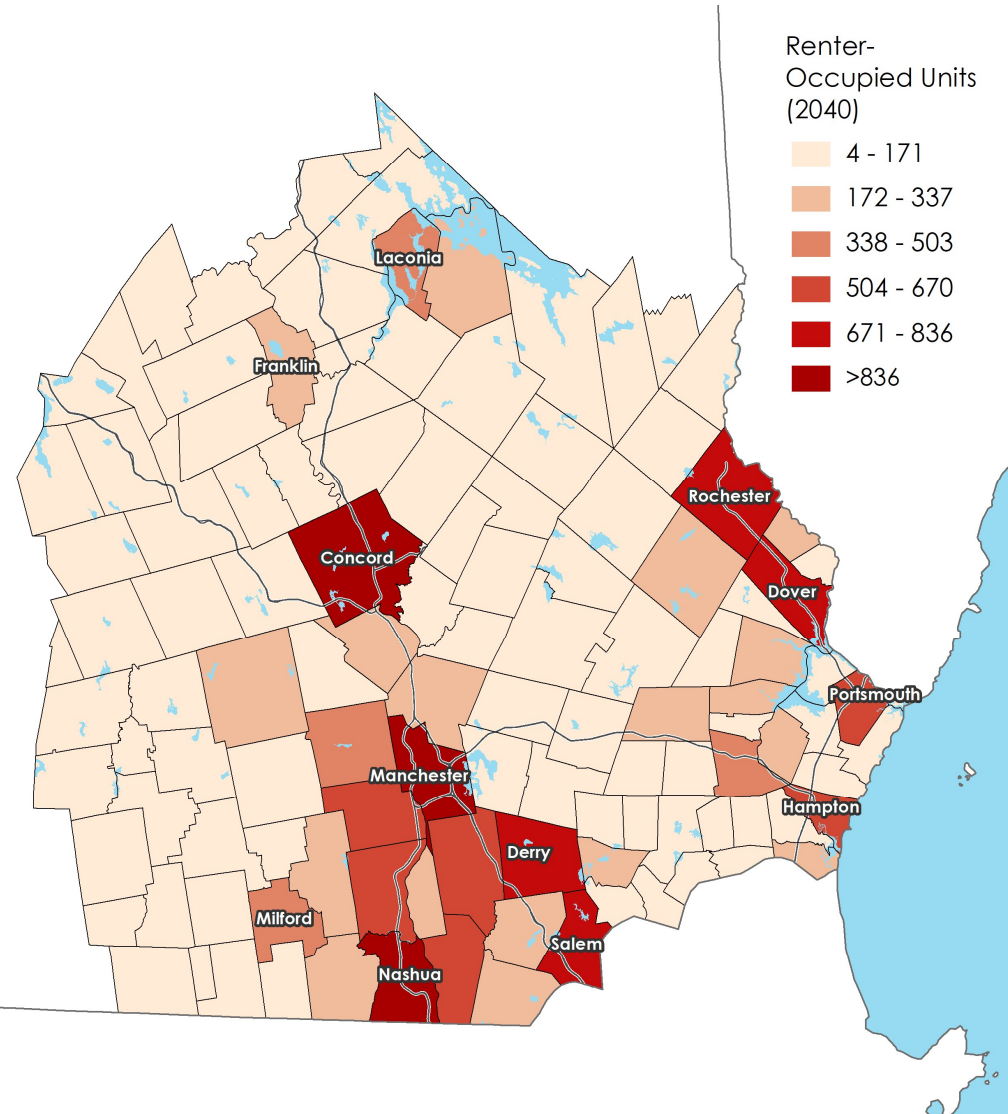 Renter-
Occupied Units
(2040)
4 - 171
172 - 337
338 - 503
504 - 670
671 - 836
>836
Laconia
Franklin
Rochester
Concord
Dover
Portsmouth
Manchester
Hampton
Derry
Milford
Salem
Nashua